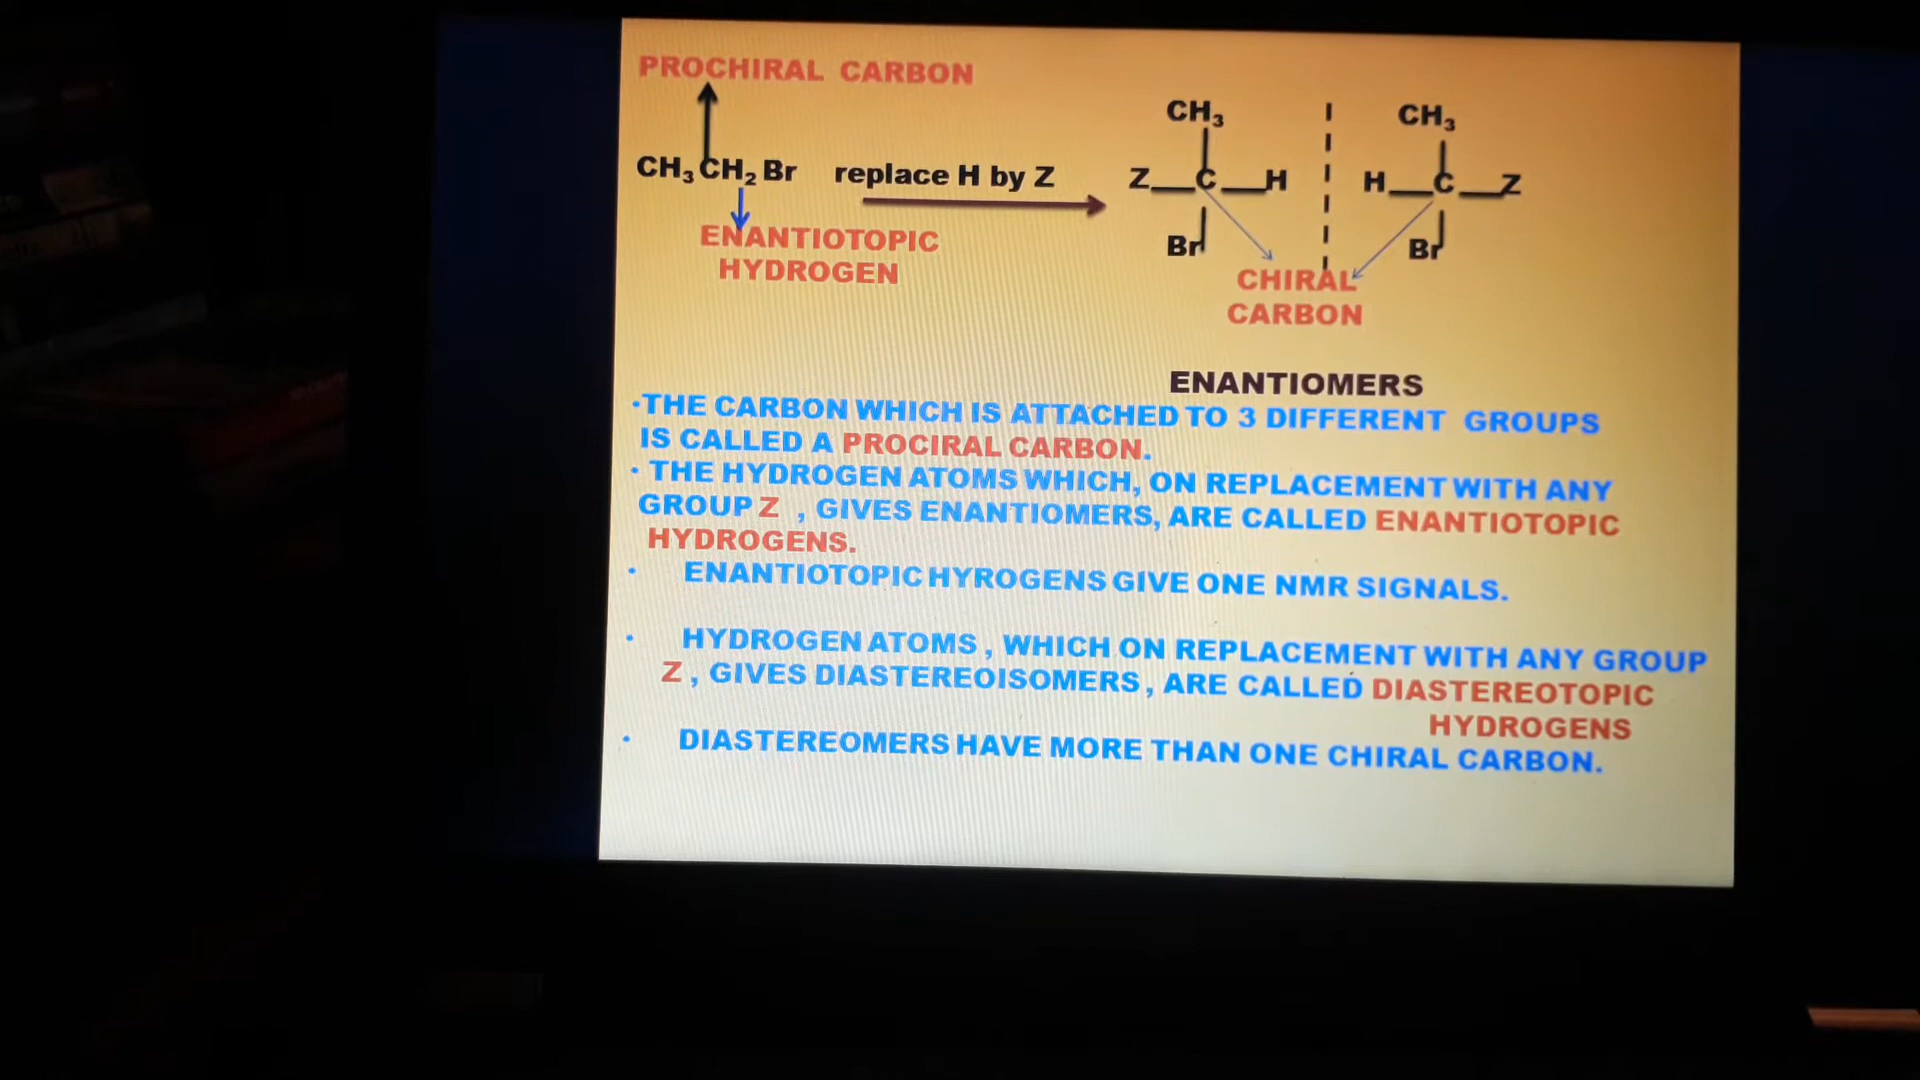 PROCHIRAL CARBON
CH₃CH₂Br replace H by Z
ENANTIOTOPIC
HYDROGEN
CH₃ CH₃
Z C H H C Z
Br Br
CHIRAL
CARBON
ENANTIOMERS
•THE CARBON WHICH IS ATTACHED TO 3 DIFFERENT GROUPS
IS CALLED A PROCIRAL CARBON.
• THE HYDROGEN ATOMS WHICH, ON REPLACEMENT WITH ANY
GROUP Z , GIVES ENANTIOMERS, ARE CALLED ENANTIOTOPIC
HYDROGENS.
• ENANTIOTOPIC HYROGENS GIVE ONE NMR SIGNALS.
• HYDROGEN ATOMS , WHICH ON REPLACEMENT WITH ANY GROUP
Z , GIVES DIASTEREOISOMERS , ARE CALLED DIASTEREOTOPIC
HYDROGENS
• DIASTEREOMERS HAVE MORE THAN ONE CHIRAL CARBON.